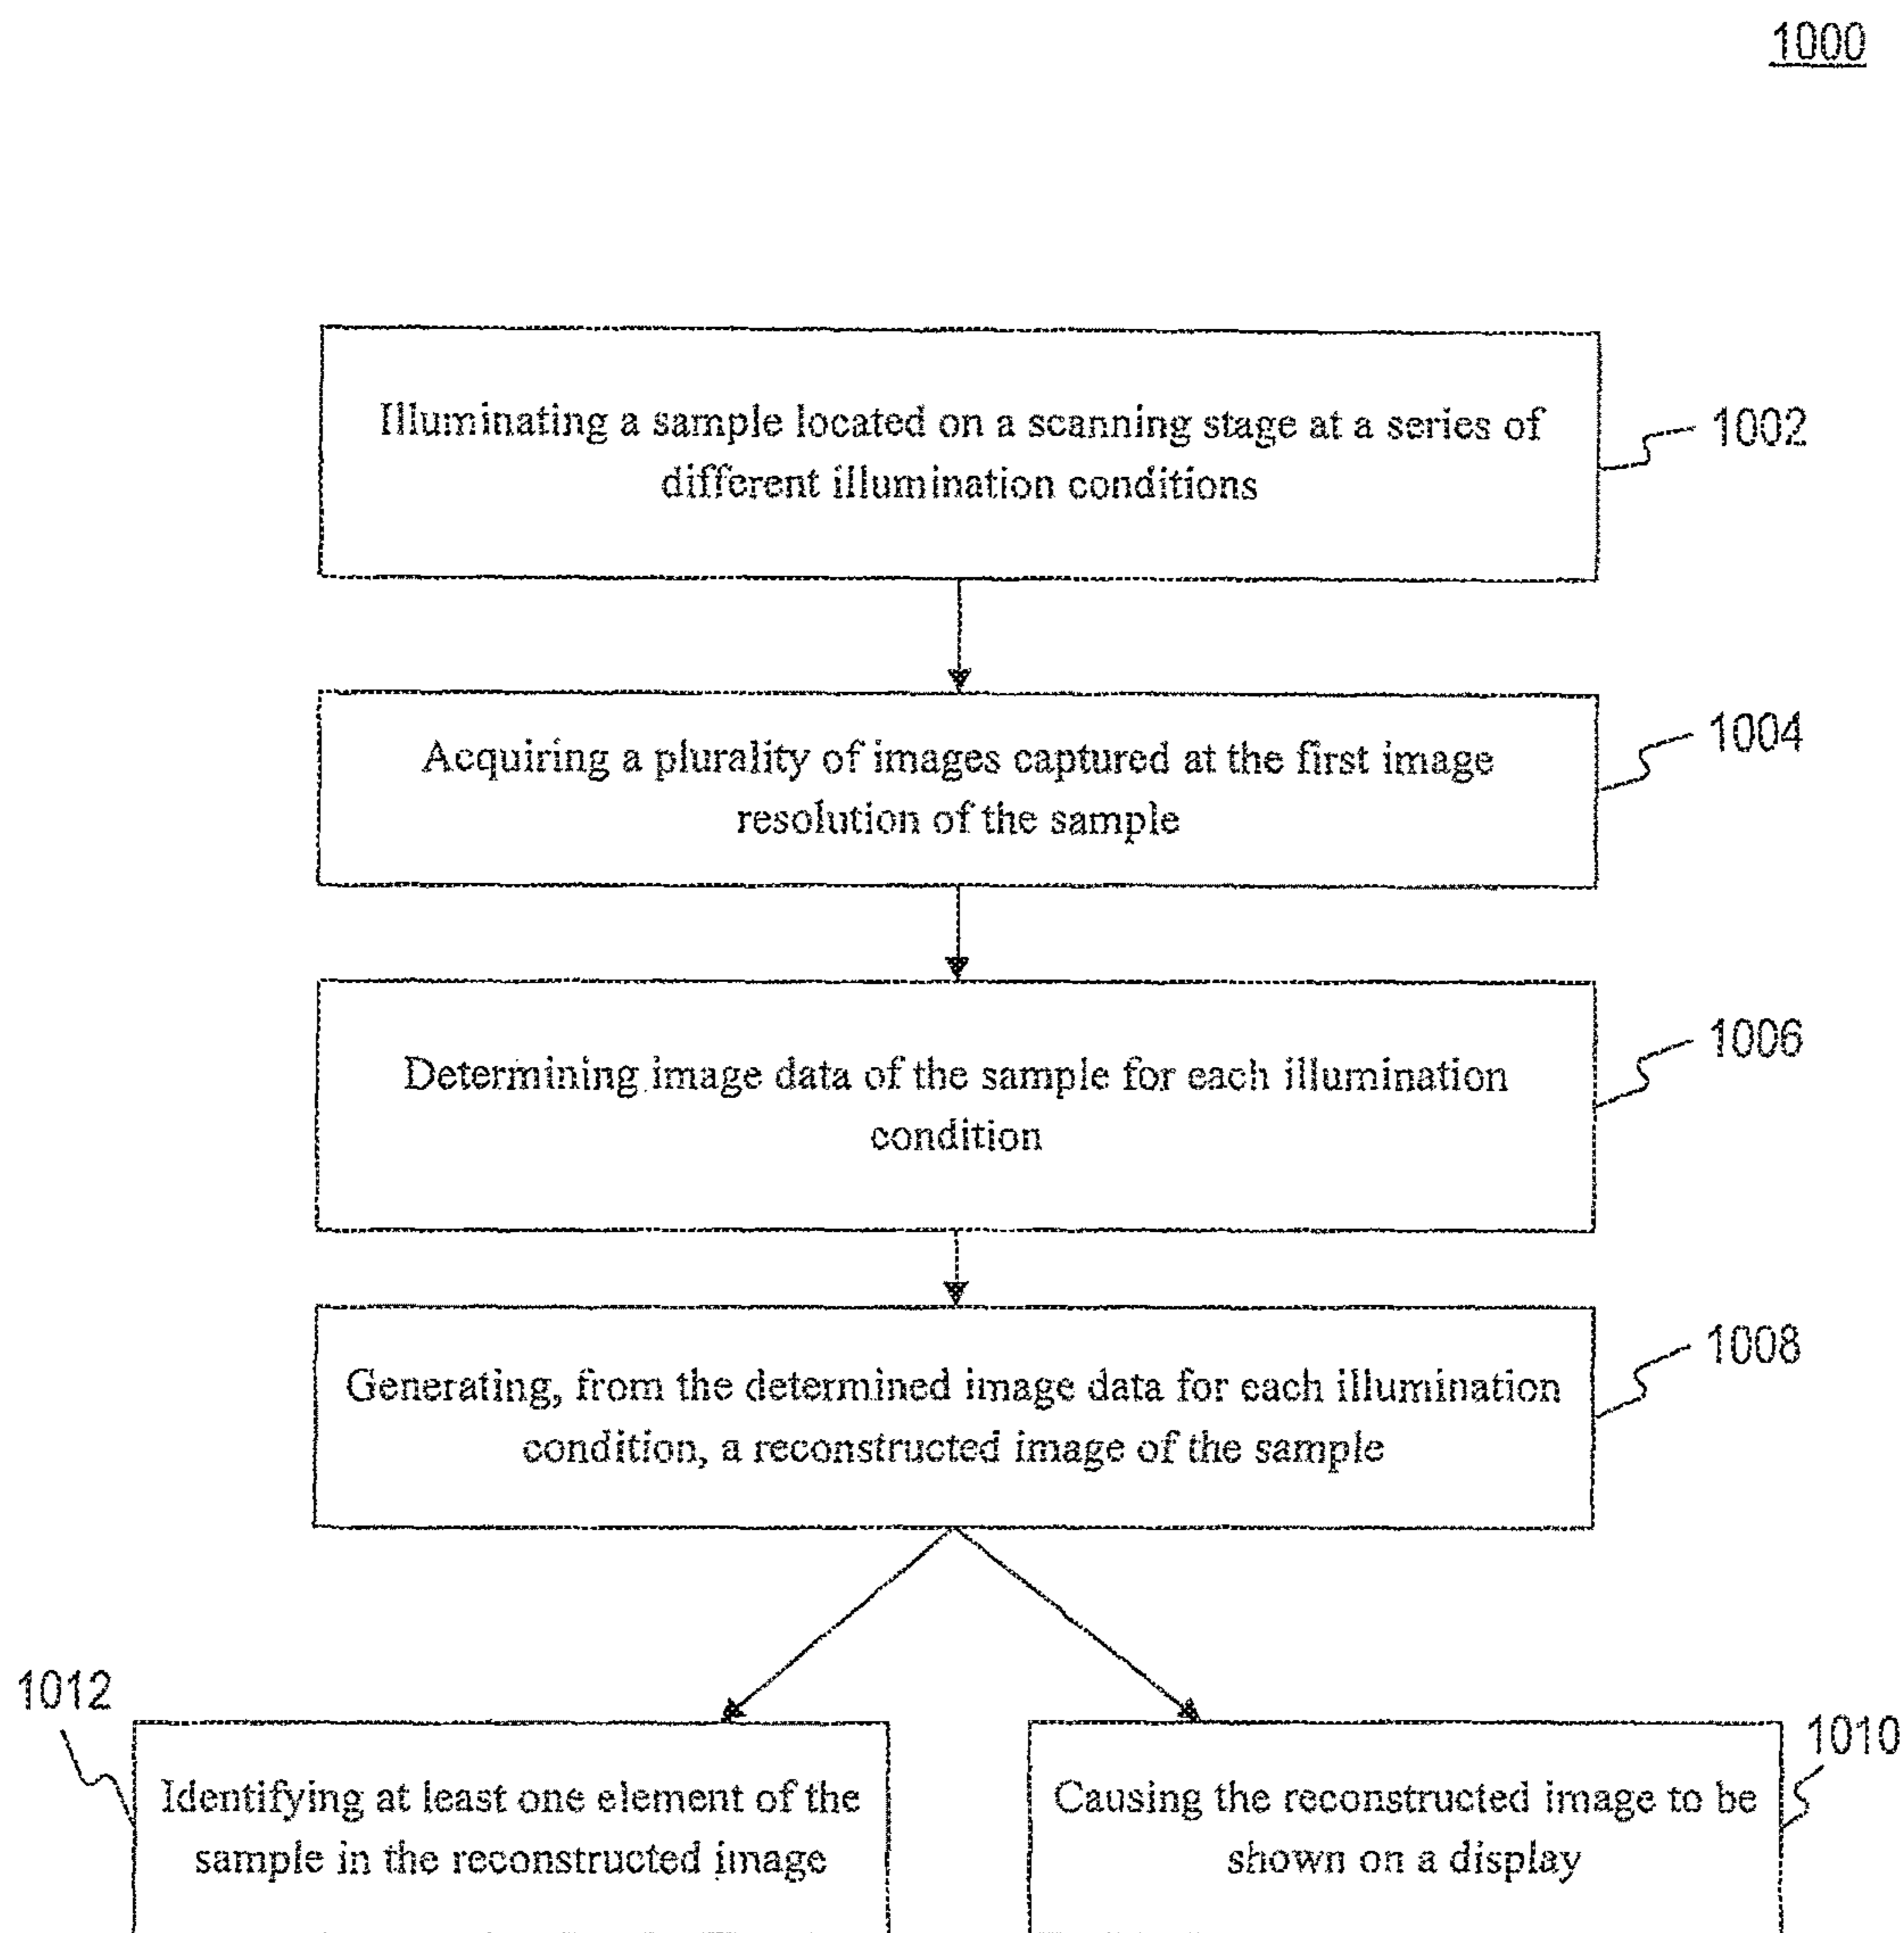 1000
Illuminating a sample located on a scanning stage at a series of
different illumination conditions
1002
Acquiring a plurality of images captured at the first image
resolution of the sample
1004
Determining image data of the sample for each illumination
condition
1006
Generating, from the determined image data for each illumination
condition, a reconstructed image of the sample
1008
1012
Identifying at least one element of the
sample in the reconstructed image
1010
Causing the reconstructed image to be
shown on a display